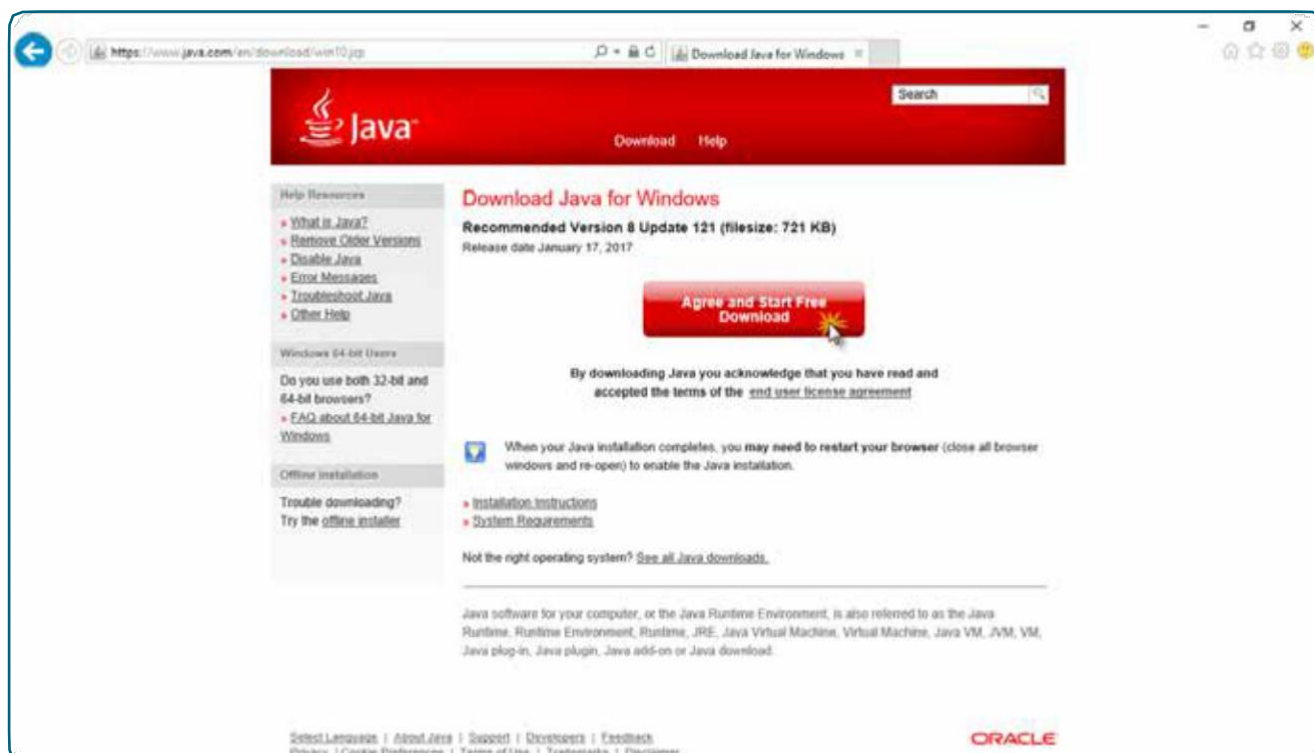 https://www.java.com/en/download/win10.jsp
Download Java for Windows
Java
Search
Download Help
Help Resources
What is Java?
Remove Older Versions
Disable Java
Error Messages
Troubleshoot Java
Other Help
Windows 64-bit Users
Do you use both 32-bit and
64-bit browsers?
FAQ about 64-bit Java for
Windows
Offline Installation
Trouble downloading?
Try the offline installer
Download Java for Windows
Recommended Version 8 Update 121 (filesize: 721 KB)
Release date January 17, 2017
Agree and Start Free
Download
By downloading Java you acknowledge that you have read and
accepted the terms of the end user license agreement
When your Java installation completes, you may need to restart your browser (close all browser
windows and re-open) to enable the Java installation.
Installation Instructions
System Requirements
Not the right operating system? See all Java downloads.
Java software for your computer, or the Java Runtime Environment, is also referred to as the Java
Runtime, Runtime Environment, Runtime, JRE, Java Virtual Machine, Virtual Machine, Java VM, JVM, VM,
Java plug-in, Java plugin, Java add-on or Java download.
Select Language | About Java | Support | Developers | Feedback
Privacy | Cookie Preferences | Terms of Use | Trademarks | Disclaimer
ORACLE